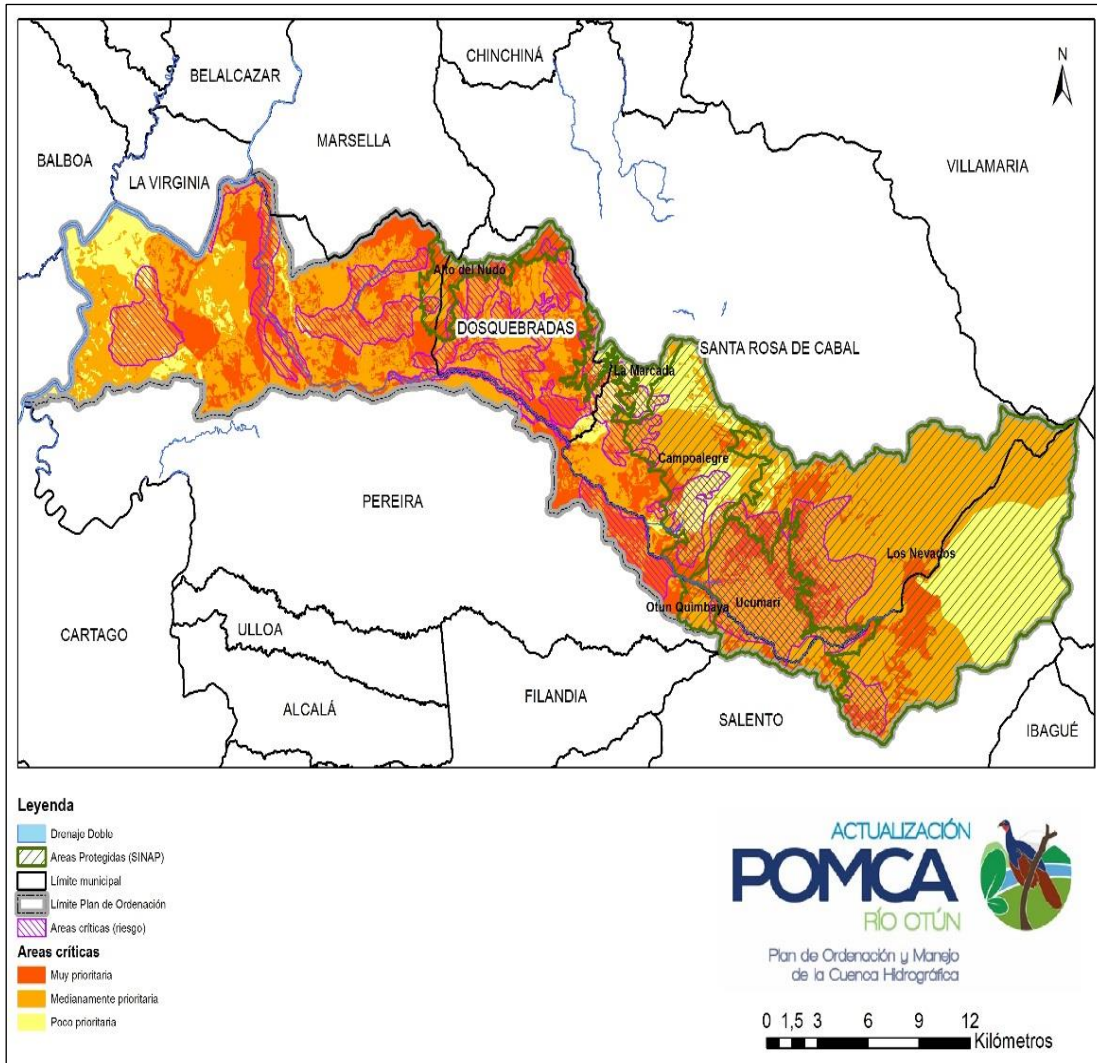 CHINCHINÁ
N
BELALCAZAR
MARSELLA
BALBOA
VILLAMARIA
LA VIRGINIA
Alto del Nudo
DOSQUEBRADAS
SANTA ROSA DE CABAL
La Marcada
Campoalegre
PEREIRA
Los Nevados
Otun Quimbaya
Ucumari
CARTAGO
ULLOA
FILANDIA
ALCALÁ
SALENTO
IBAGUÉ
Leyenda
Drenaje Doble
Areas Protegidas (SINAP)
Límite municipal
Límite Plan de Ordenación
Areas críticas (riesgo)
Areas críticas
Muy prioritaria
Medianamente prioritaria
Poco prioritaria
ACTUALIZACIÓN
POMCA
RÍO OTÚN
Plan de Ordenación y Manejo
de la Cuenca Hidrográfica
0 1,5 3 6 9 12
Kilómetros